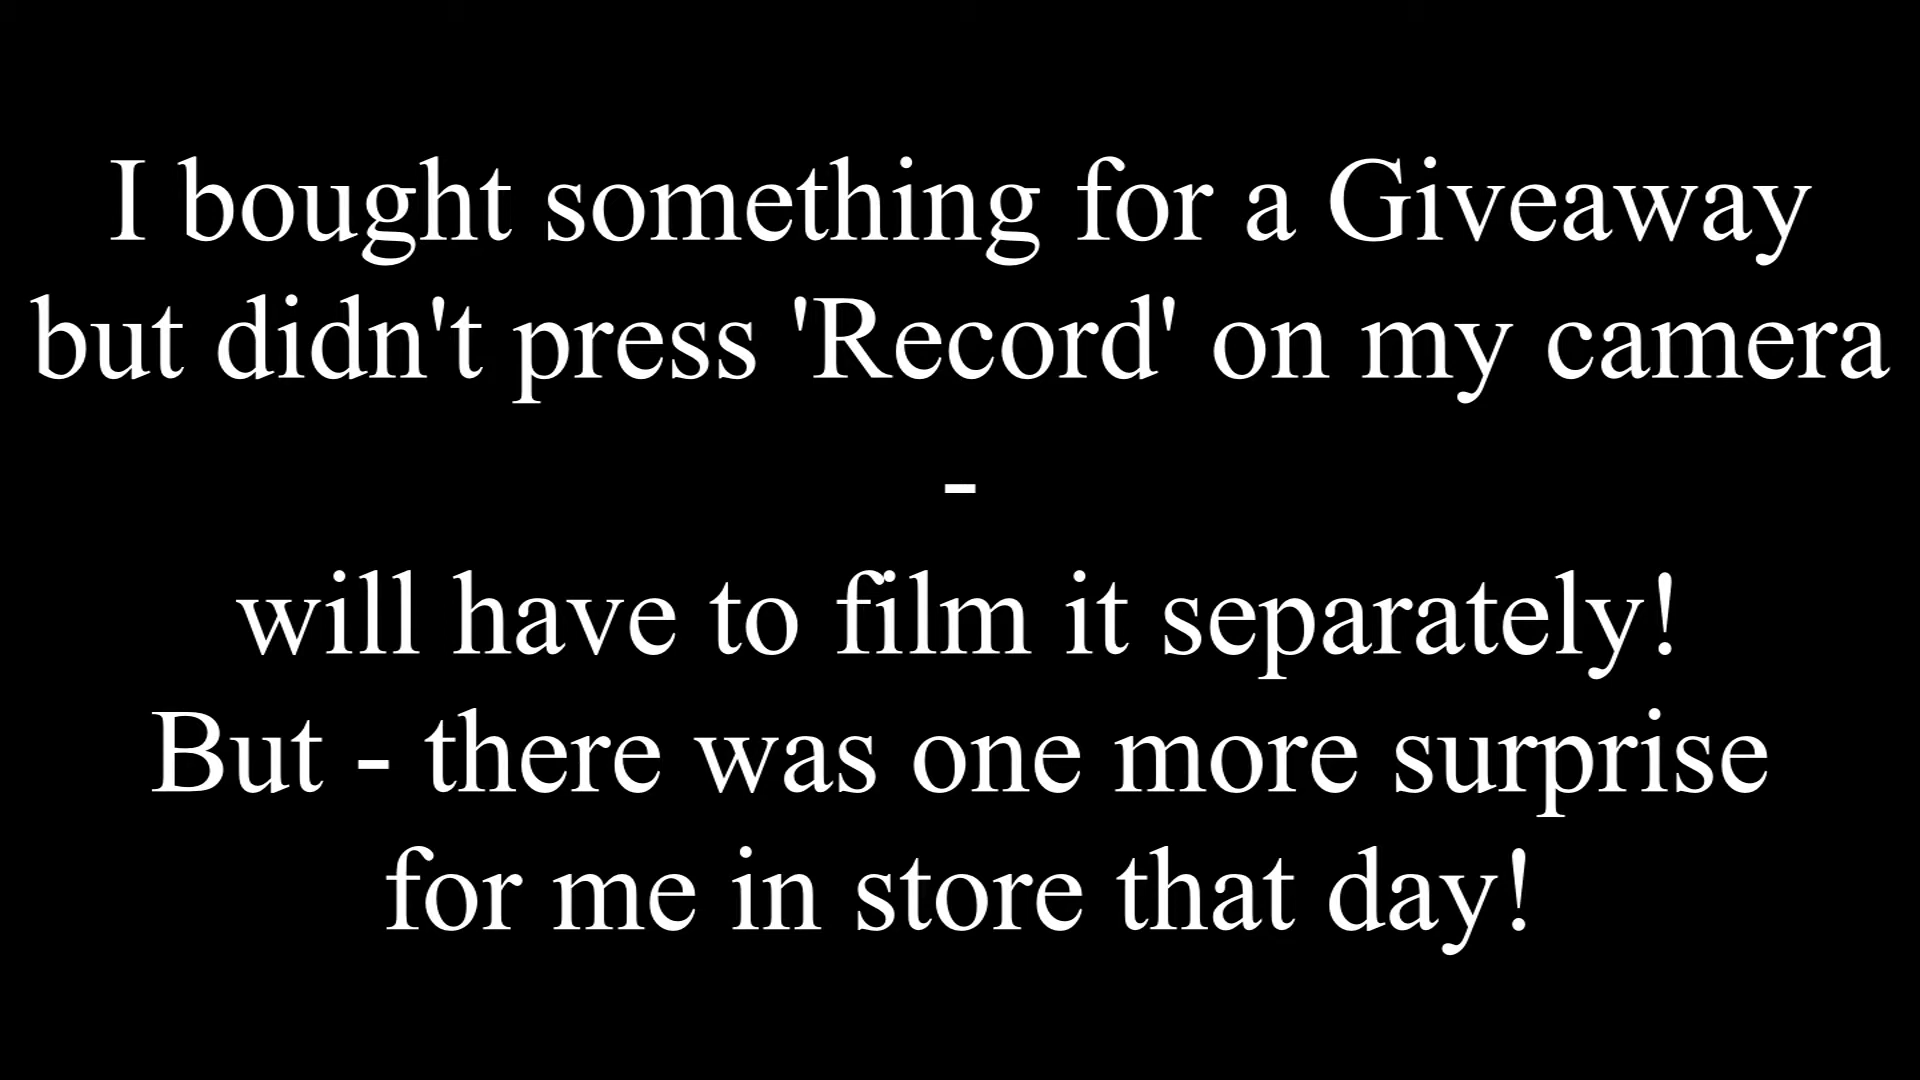 I bought something for a Giveaway
but didn't press 'Record' on my camera
-
will have to film it separately!
But - there was one more surprise
for me in store that day!